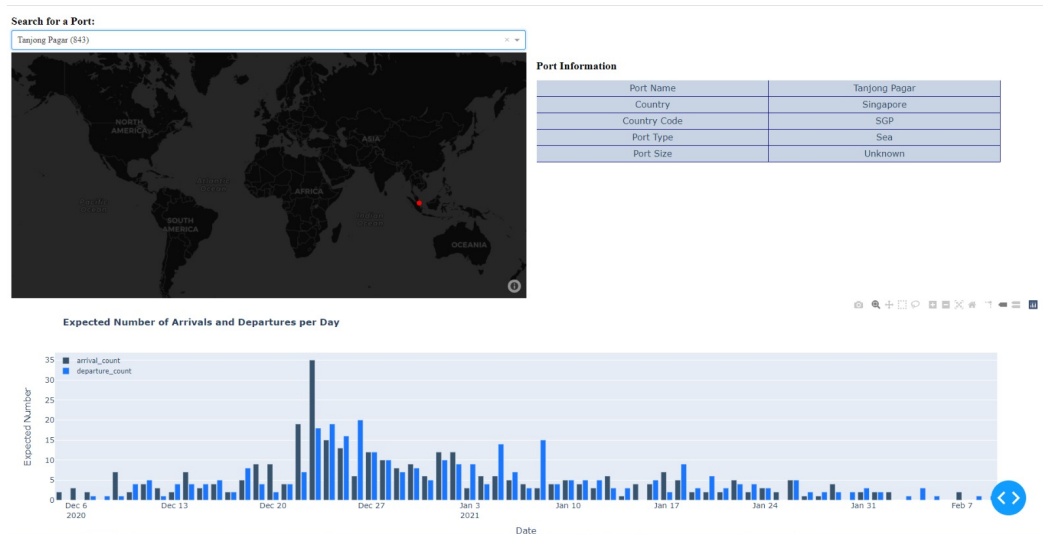 Search for a Port:
Tanjong Pagar (843)
NORTH
AMERICA
ASIA
AFRICA
SOUTH
AMERICA
OCEANIA
Port Information
Port Name Tanjong Pagar
Country Singapore
Country Code SGP
Port Type Sea
Port Size Unknown
Expected Number of Arrivals and Departures per Day
arrival_count
departure_count
Expected Number
35
30
25
20
15
10
5
0
Dec 6 Dec 13 Dec 20 Dec 27 Jan 3 Jan 10 Jan 17 Jan 24 Jan 31 Feb 7
2020 2021
Date